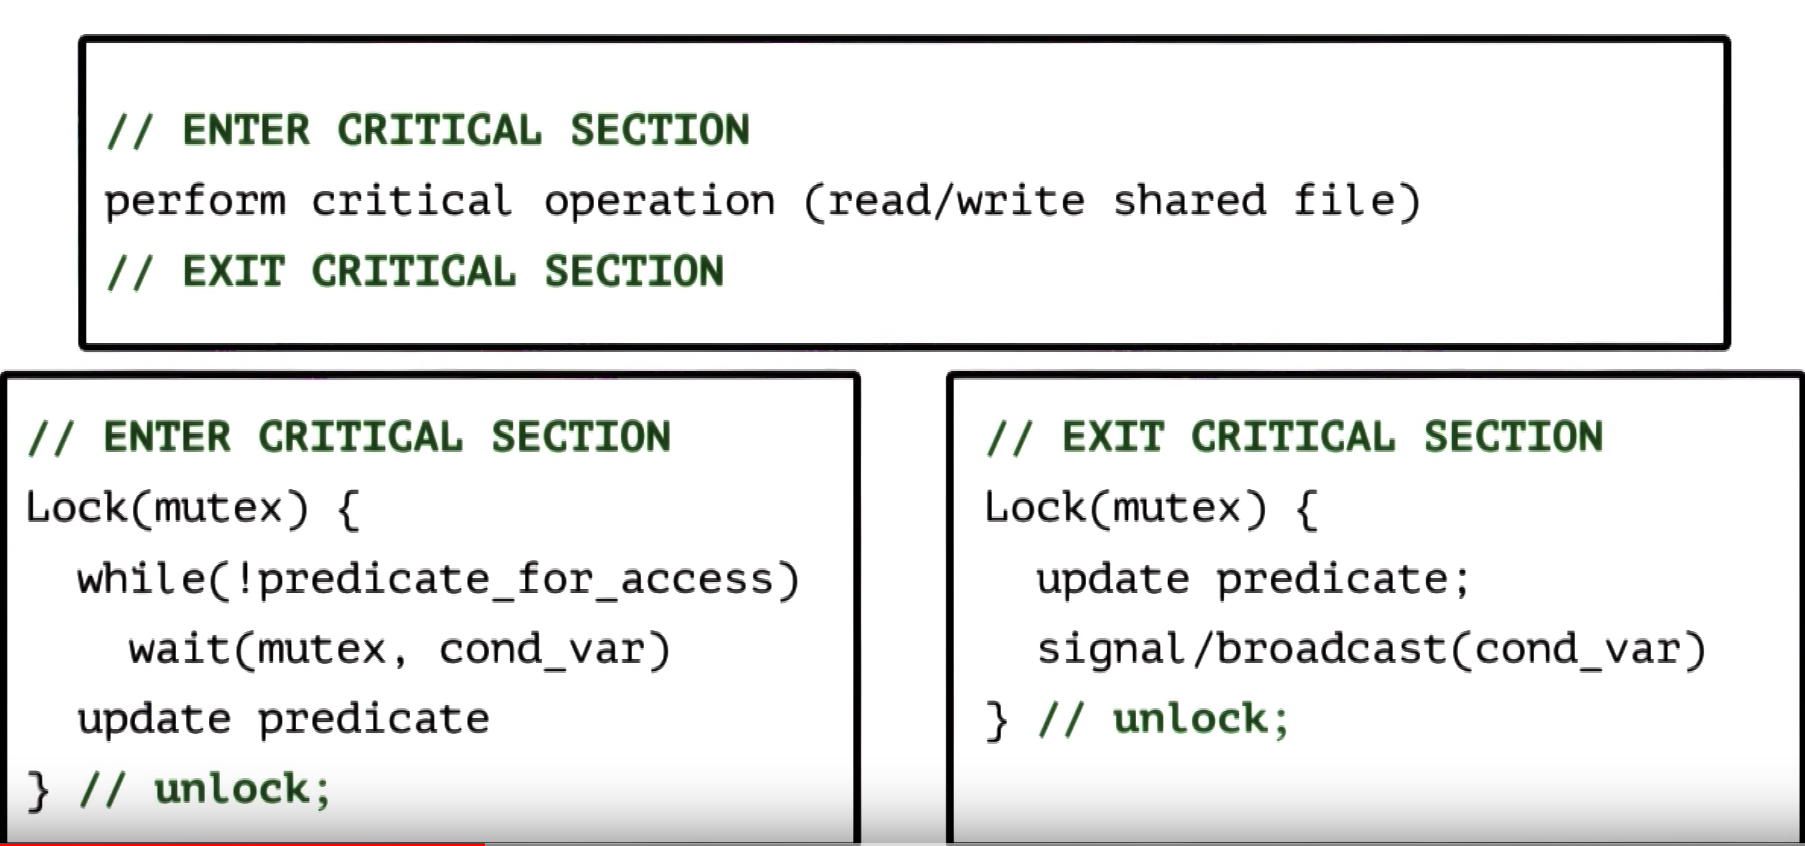 // ENTER CRITICAL SECTION
perform critical operation (read/write shared file)
// EXIT CRITICAL SECTION
// ENTER CRITICAL SECTION
Lock(mutex) {
while(!predicate_for_access)
wait(mutex, cond_var)
update predicate
} // unlock;
// EXIT CRITICAL SECTION
Lock(mutex) {
update predicate;
signal/broadcast(cond_var)
} // unlock;